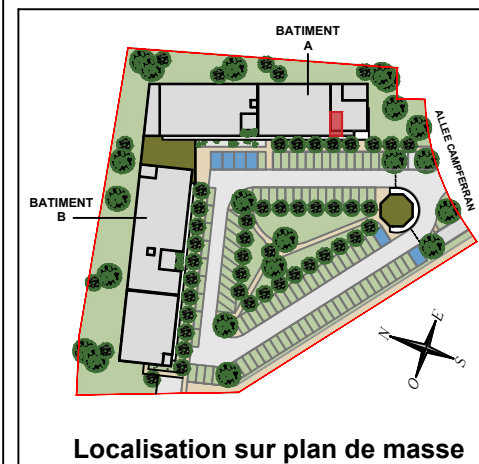 BATIMENT
A
ALLEE CAMPFERRAN
BATIMENT
B
N
E
S
O
Localisation sur plan de masse